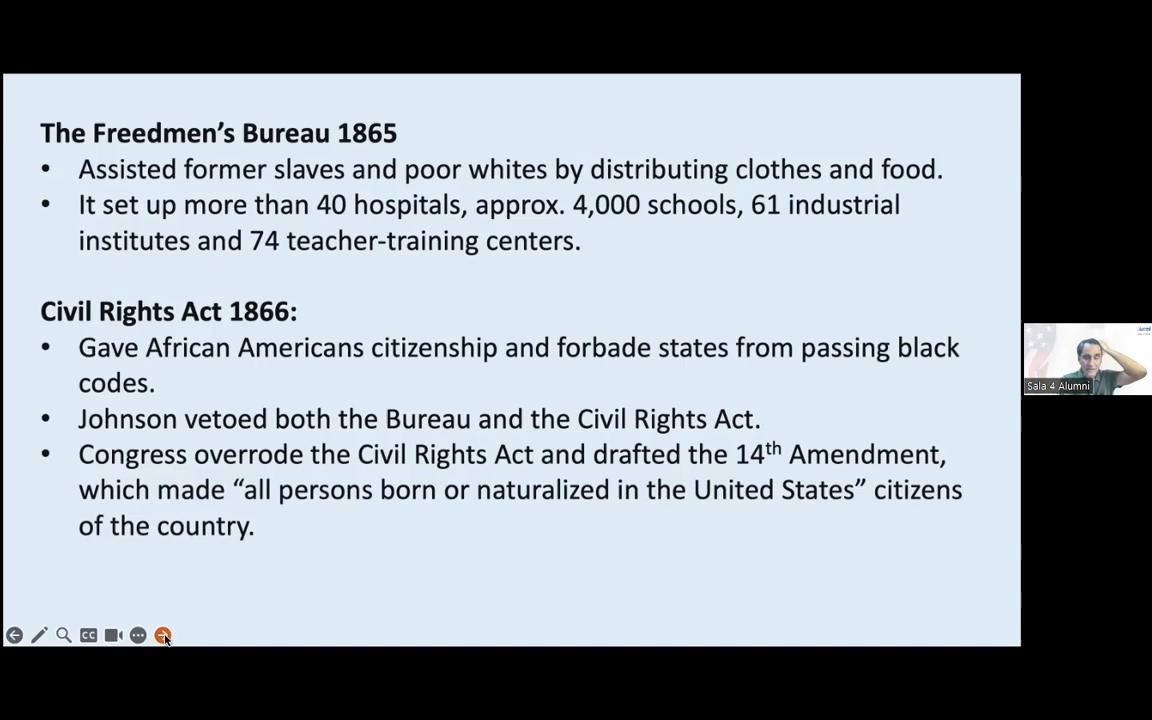 The Freedmen’s Bureau 1865
• Assisted former slaves and poor whites by distributing clothes and food.
• It set up more than 40 hospitals, approx. 4,000 schools, 61 industrial
institutes and 74 teacher-training centers.
Civil Rights Act 1866:
• Gave African Americans citizenship and forbade states from passing black
codes.
• Johnson vetoed both the Bureau and the Civil Rights Act.
• Congress overrode the Civil Rights Act and drafted the 14th Amendment,
which made “all persons born or naturalized in the United States” citizens
of the country.
CC
Sala 4 Alumni